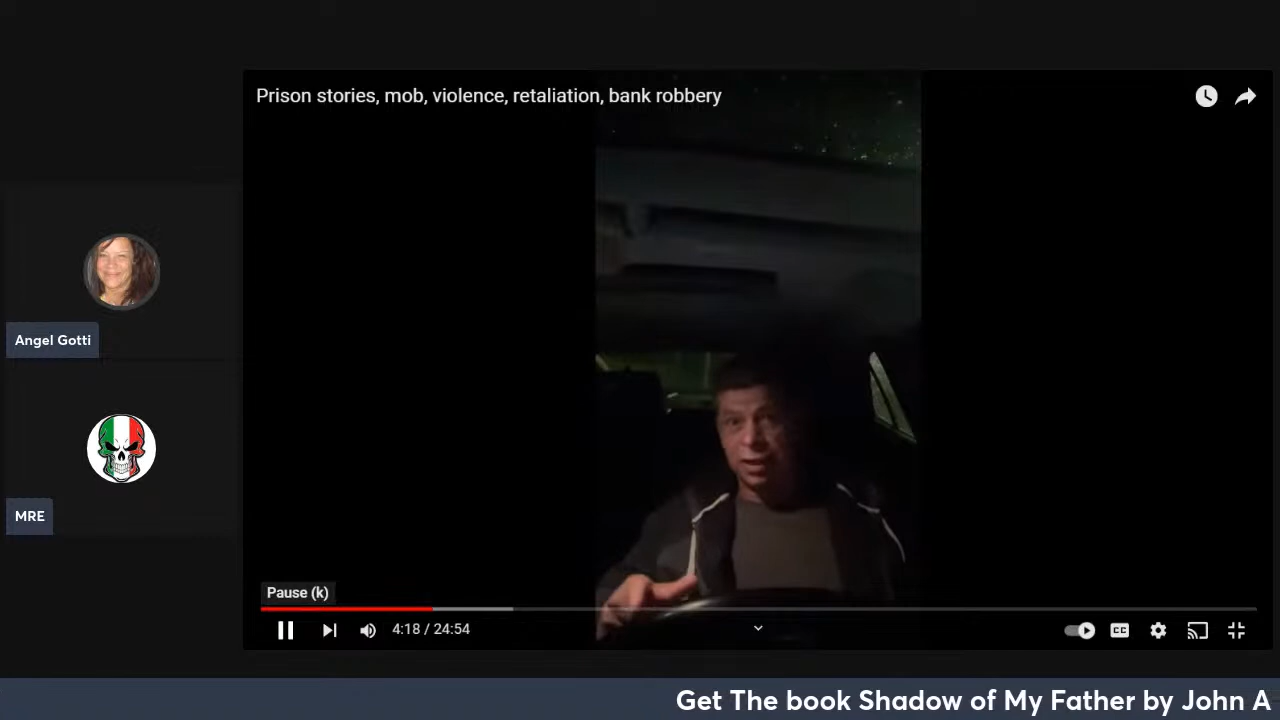 Prison stories, mob, violence, retaliation, bank robbery
Angel Gotti
MRE
Pause (k)
4:18 / 24:54
CC
Get The book Shadow of My Father by John A